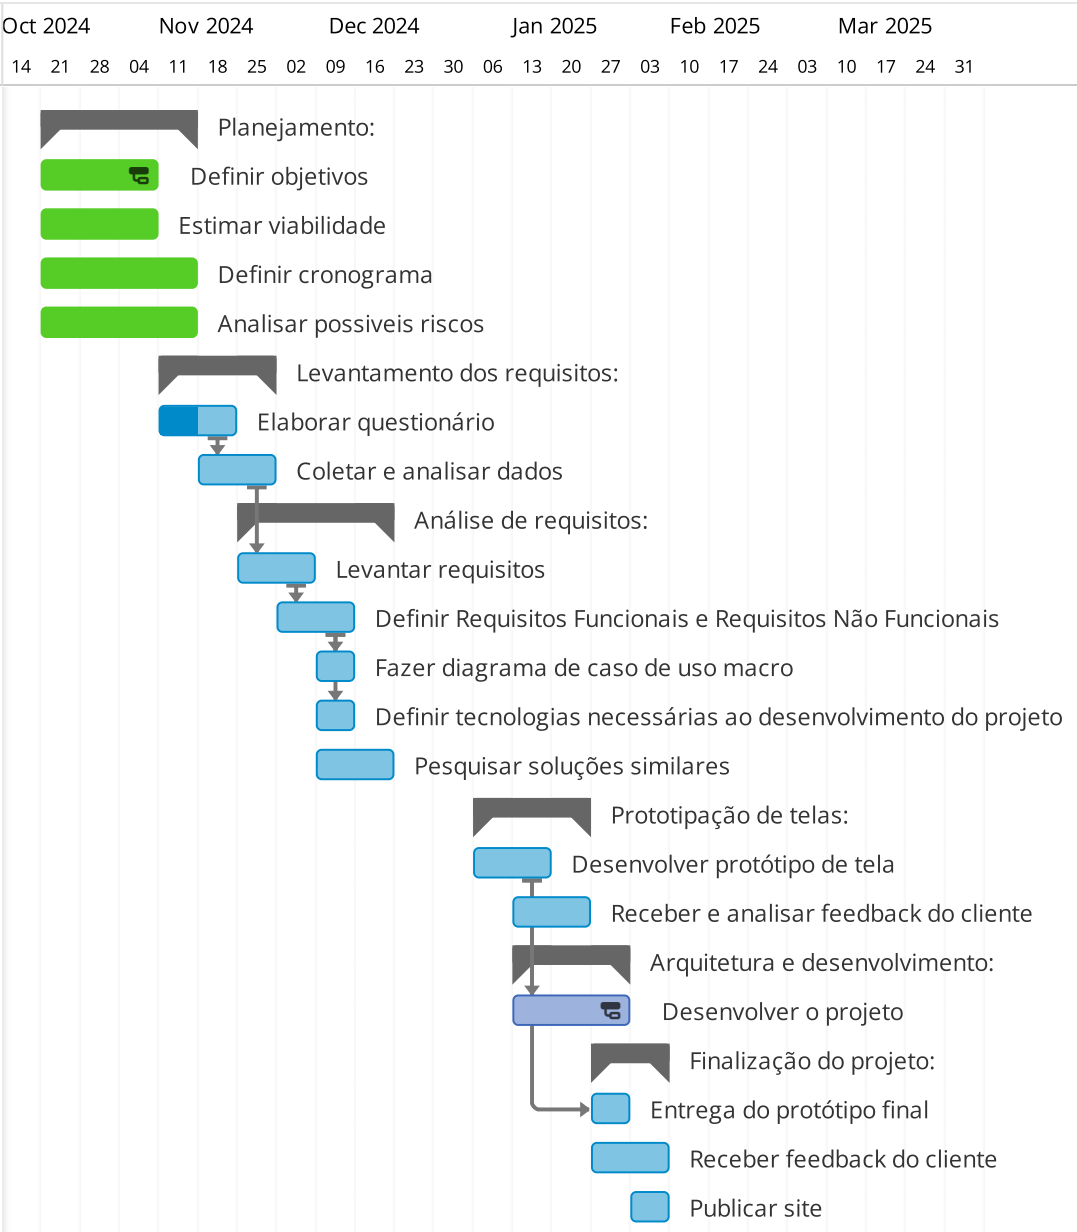 Oct 2024 Nov 2024 Dec 2024 Jan 2025 Feb 2025 Mar 2025
14 21 28 04 11 18 25 02 09 16 23 30 06 13 20 27 03 10 17 24 03 10 17 24 31
Planejamento:
Definir objetivos
Estimar viabilidade
Definir cronograma
Analisar possiveis riscos
Levantamento dos requisitos:
Elaborar questionário
Coletar e analisar dados
Análise de requisitos:
Levantar requisitos
Definir Requisitos Funcionais e Requisitos Não Funcionais
Fazer diagrama de caso de uso macro
Definir tecnologias necessárias ao desenvolvimento do projeto
Pesquisar soluções similares
Prototipação de telas:
Desenvolver protótipo de tela
Receber e analisar feedback do cliente
Arquitetura e desenvolvimento:
Desenvolver o projeto
Finalização do projeto:
Entrega do protótipo final
Receber feedback do cliente
Publicar site